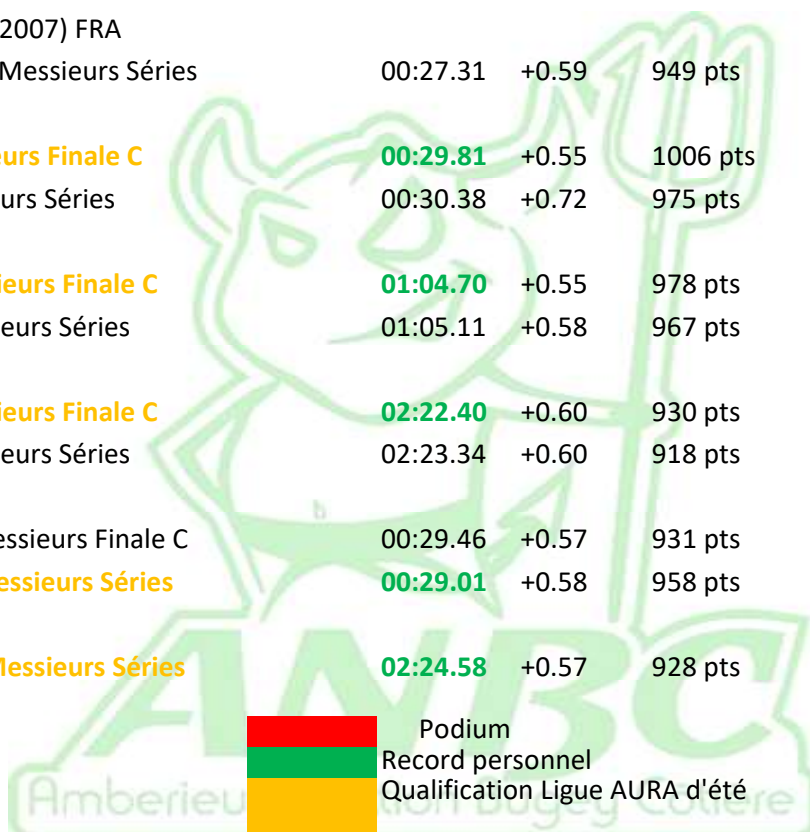 2007) FRA
Messieurs Séries 00:27.31 +0.59 949 pts
eurs Finale C 00:29.81 +0.55 1006 pts
urs Séries 00:30.38 +0.72 975 pts
ieurs Finale C 01:04.70 +0.55 978 pts
eurs Séries 01:05.11 +0.58 967 pts
ieurs Finale C 02:22.40 +0.60 930 pts
eurs Séries 02:23.34 +0.60 918 pts
essieurs Finale C 00:29.46 +0.57 931 pts
essieurs Séries 00:29.01 +0.58 958 pts
Messieurs Séries 02:24.58 +0.57 928 pts
ANBC
Podium
Record personnel
Qualification Ligue AURA d'été
Amberieu tion Bugey Cotiere